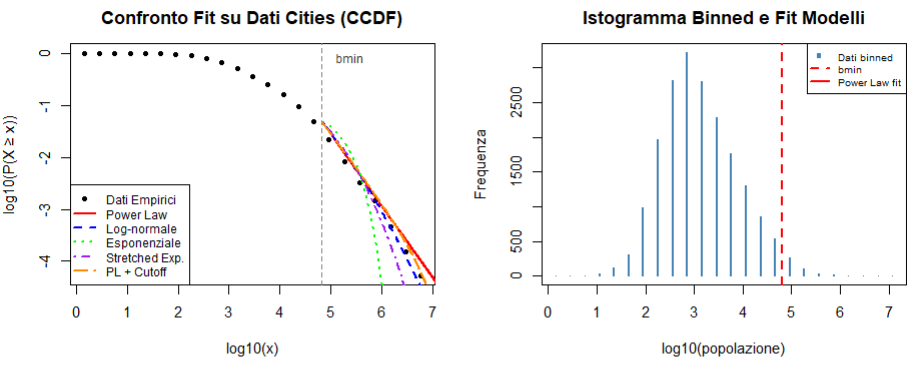 Confronto Fit su Dati Cities (CCDF)
log10(P(X ≥ x))
0
-1
-2
-3
-4
bmin
Dati Empirici
Power Law
Log-normale
Esponenziale
Stretched Exp.
PL + Cutoff
0 1 2 3 4 5 6 7
log10(x)
Istogramma Binned e Fit Modelli
Frequenza
2500
1500
500
0
Dati binned
bmin
Power Law fit
0 1 2 3 4 5 6 7
log10(popolazione)